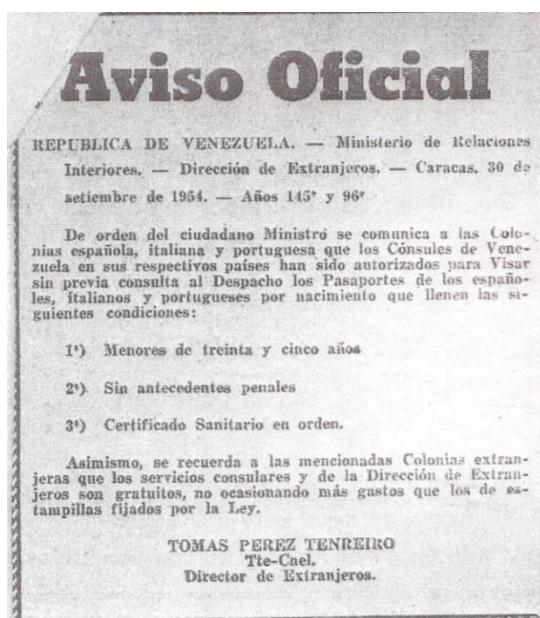 Aviso Oficial
REPUBLICA DE VENEZUELA. — Ministerio de Relaciones
Interiores. — Dirección de Extranjeros. — Caracas. 30 de
setiembre de 1954. — Años 145º y 96º
De orden del ciudadano Ministro se comunica a las Colo-
nias española, italiana y portuguesa que los Cónsules de Vene-
zuela en sus respectivos países han sido autorizados para Visar
sin previa consulta al Despacho los Pasaportes de los españo-
les, italianos y portugueses por nacimiento que llenen las si-
guientes condiciones:
1º) Menores de treinta y cinco años
2º) Sin antecedentes penales
3º) Certificado Sanitario en orden.
Asimismo, se recuerda a las mencionadas Colonias extran-
jeras que los servicios consulares y de la Dirección de Extran-
jeros son gratuitos, no ocasionando más gastos que los de es-
tampillas fijados por la Ley.
TOMAS PEREZ TENREIRO
Tte-Cnel.
Director de Extranjeros.